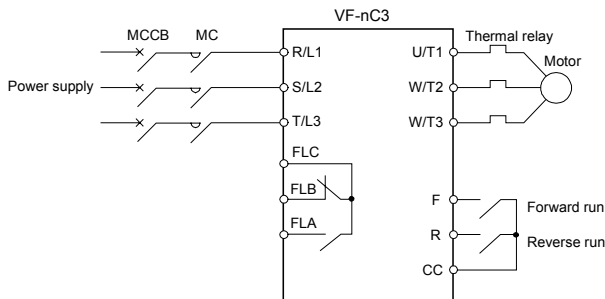 VF-nC3
MCCB MC
Thermal relay
R/L1 U/T1
Motor
Power supply
S/L2 W/T2
T/L3 W/T3
FLC
FLB
F
Forward run
FLA
R
Reverse run
CC